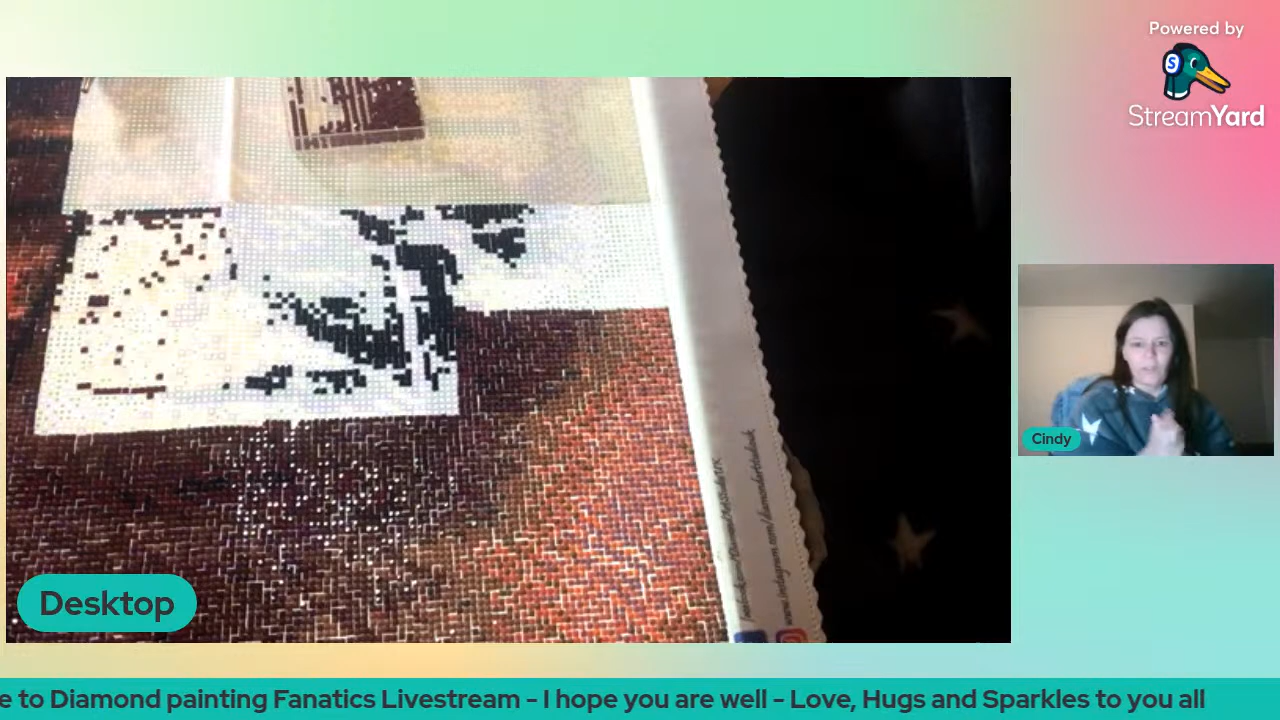 Powered by
S
StreamYard
Cindy
Desktop
e to Diamond painting Fanatics Livestream - I hope you are well - Love, Hugs and Sparkles to you all